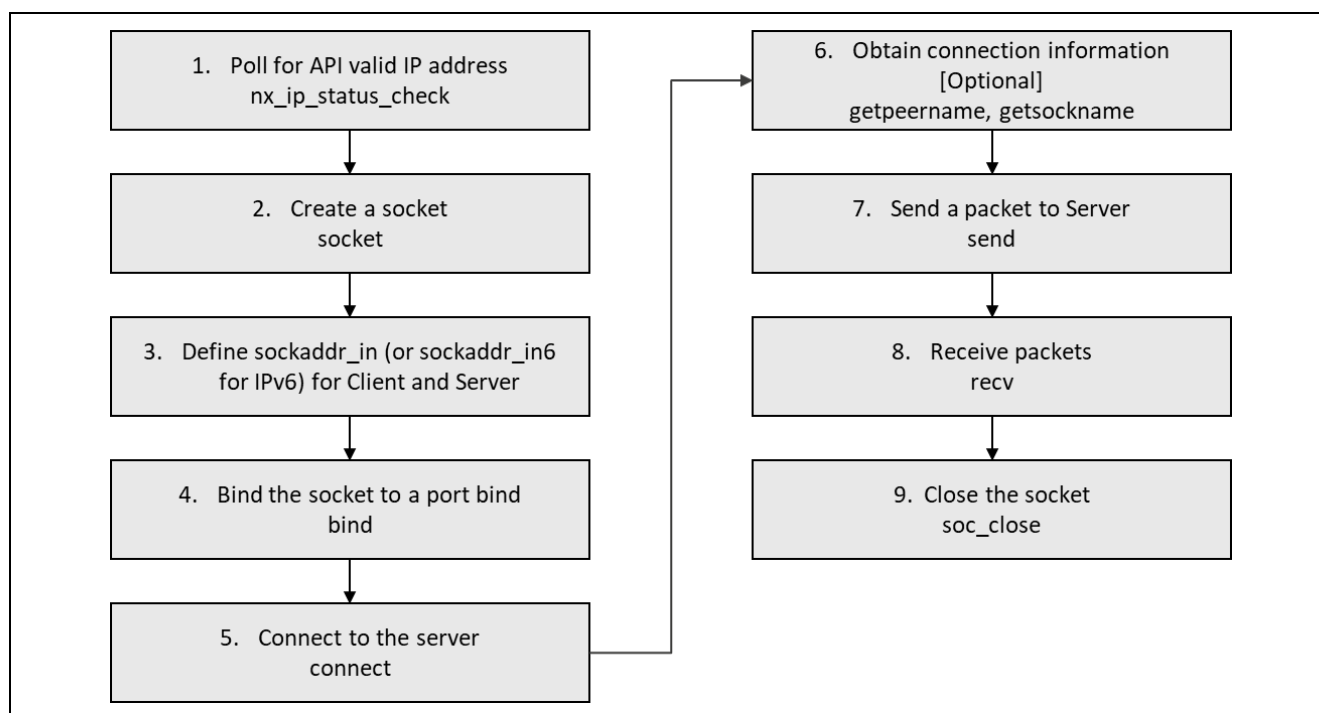 1. Poll for API valid IP address
nx_ip_status_check
2. Create a socket
socket
3. Define sockaddr_in (or sockaddr_in6
for IPv6) for Client and Server
4. Bind the socket to a port bind
bind
5. Connect to the server
connect
6. Obtain connection information
[Optional]
getpeername, getsockname
7. Send a packet to Server
send
8. Receive packets
recv
9. Close the socket
soc_close